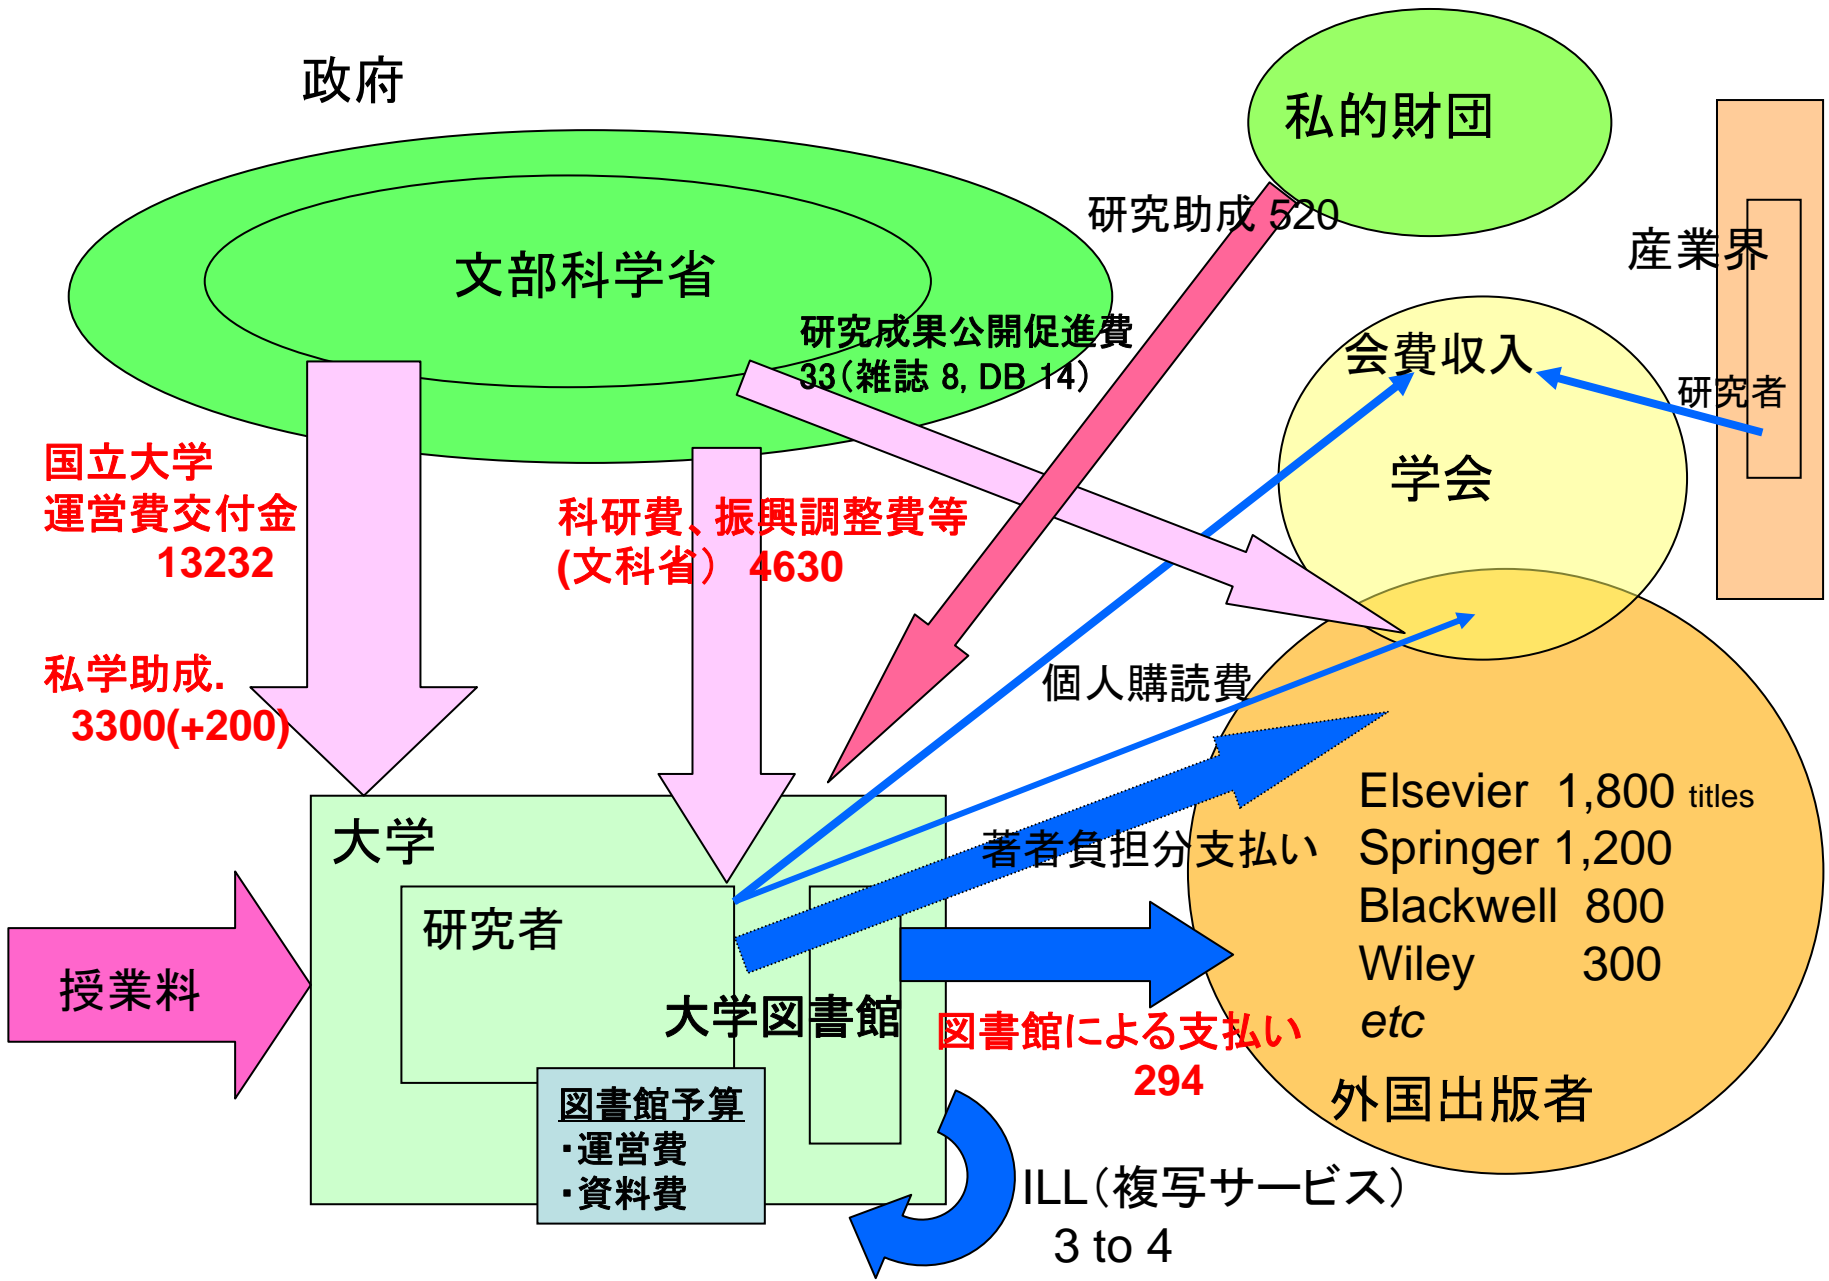 政府
私的財団
研究助成 520
産業界
文部科学省
研究成果公開促進費
33(雑誌 8, DB 14)
会費収入
研究者
学会
国立大学
運営費交付金
13232
科研費、振興調整費等
(文科省) 4630
私学助成.
3300(+200)
個人購読費
大学
著者負担分支払い
Elsevier 1,800 titles
Springer 1,200
Blackwell 800
Wiley 300
etc
外国出版者
研究者
授業料
大学図書館
図書館による支払い
294
図書館予算
・運営費
・資料費
ILL(複写サービス)
3 to 4